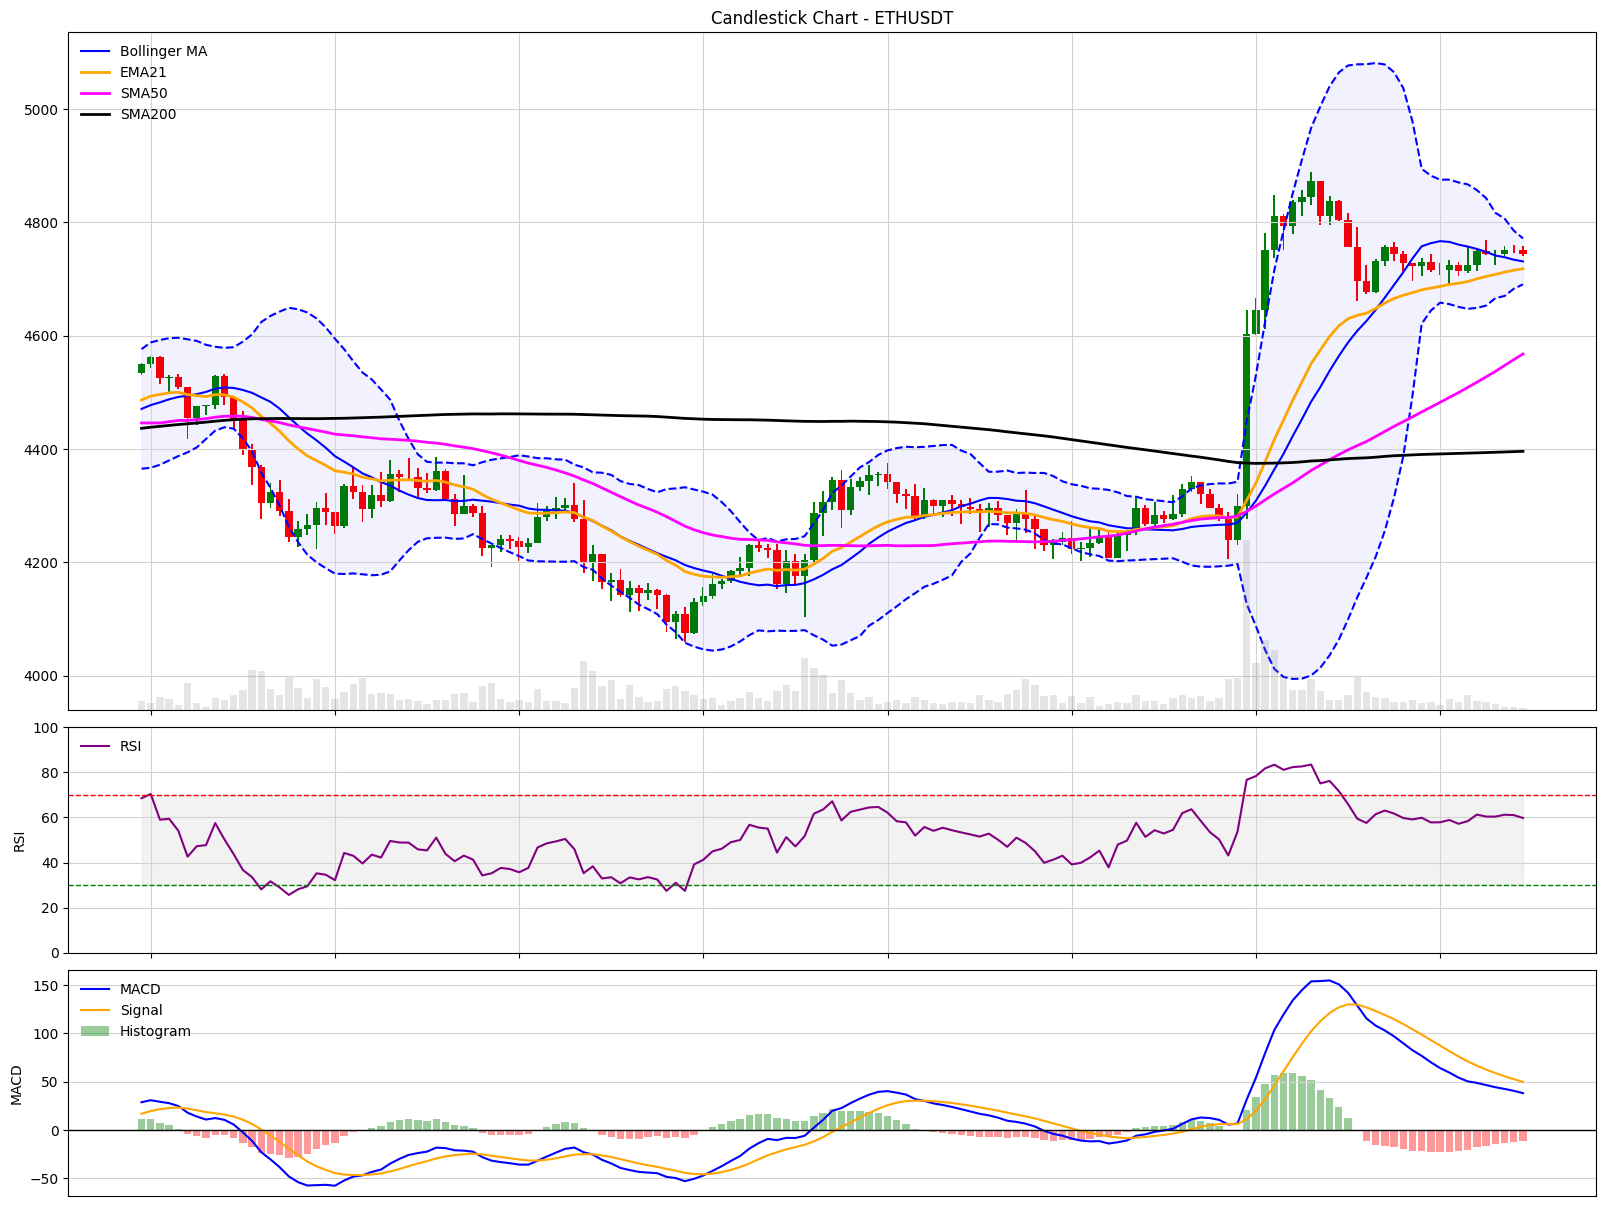 Candlestick Chart - ETHUSDT
Bollinger MA
EMA21
SMA50
SMA200
5000
4800
4600
4400
4200
4000
100
80
60
40
20
0
RSI
RSI
150
100
50
0
−50
MACD
MACD
Signal
Histogram